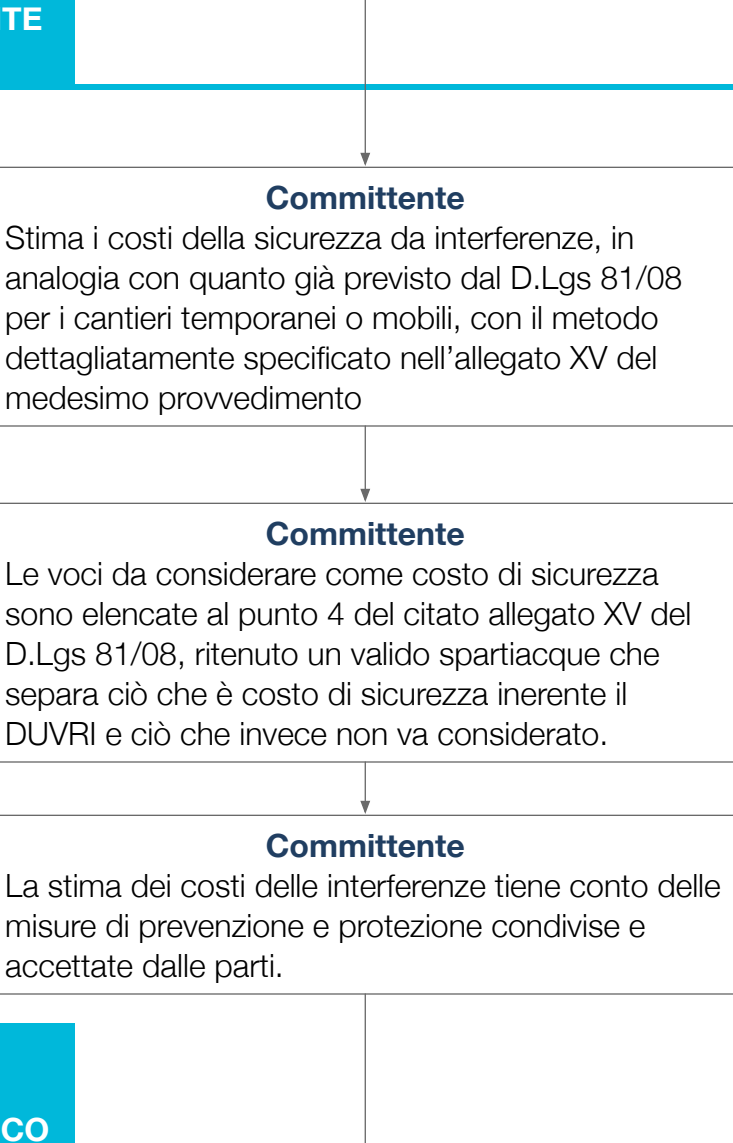 Committente
Stima i costi della sicurezza da interferenze, in
analogia con quanto già previsto dal D.Lgs 81/08
per i cantieri temporanei o mobili, con il metodo
dettagliatamente specificato nell’allegato XV del
medesimo provvedimento
Committente
Le voci da considerare come costo di sicurezza
sono elencate al punto 4 del citato allegato XV del
D.Lgs 81/08, ritenuto un valido spartiacque che
separa ciò che è costo di sicurezza inerente il
DUVRI e ciò che invece non va considerato.
Committente
La stima dei costi delle interferenze tiene conto delle
misure di prevenzione e protezione condivise e
accettate dalle parti.
CO